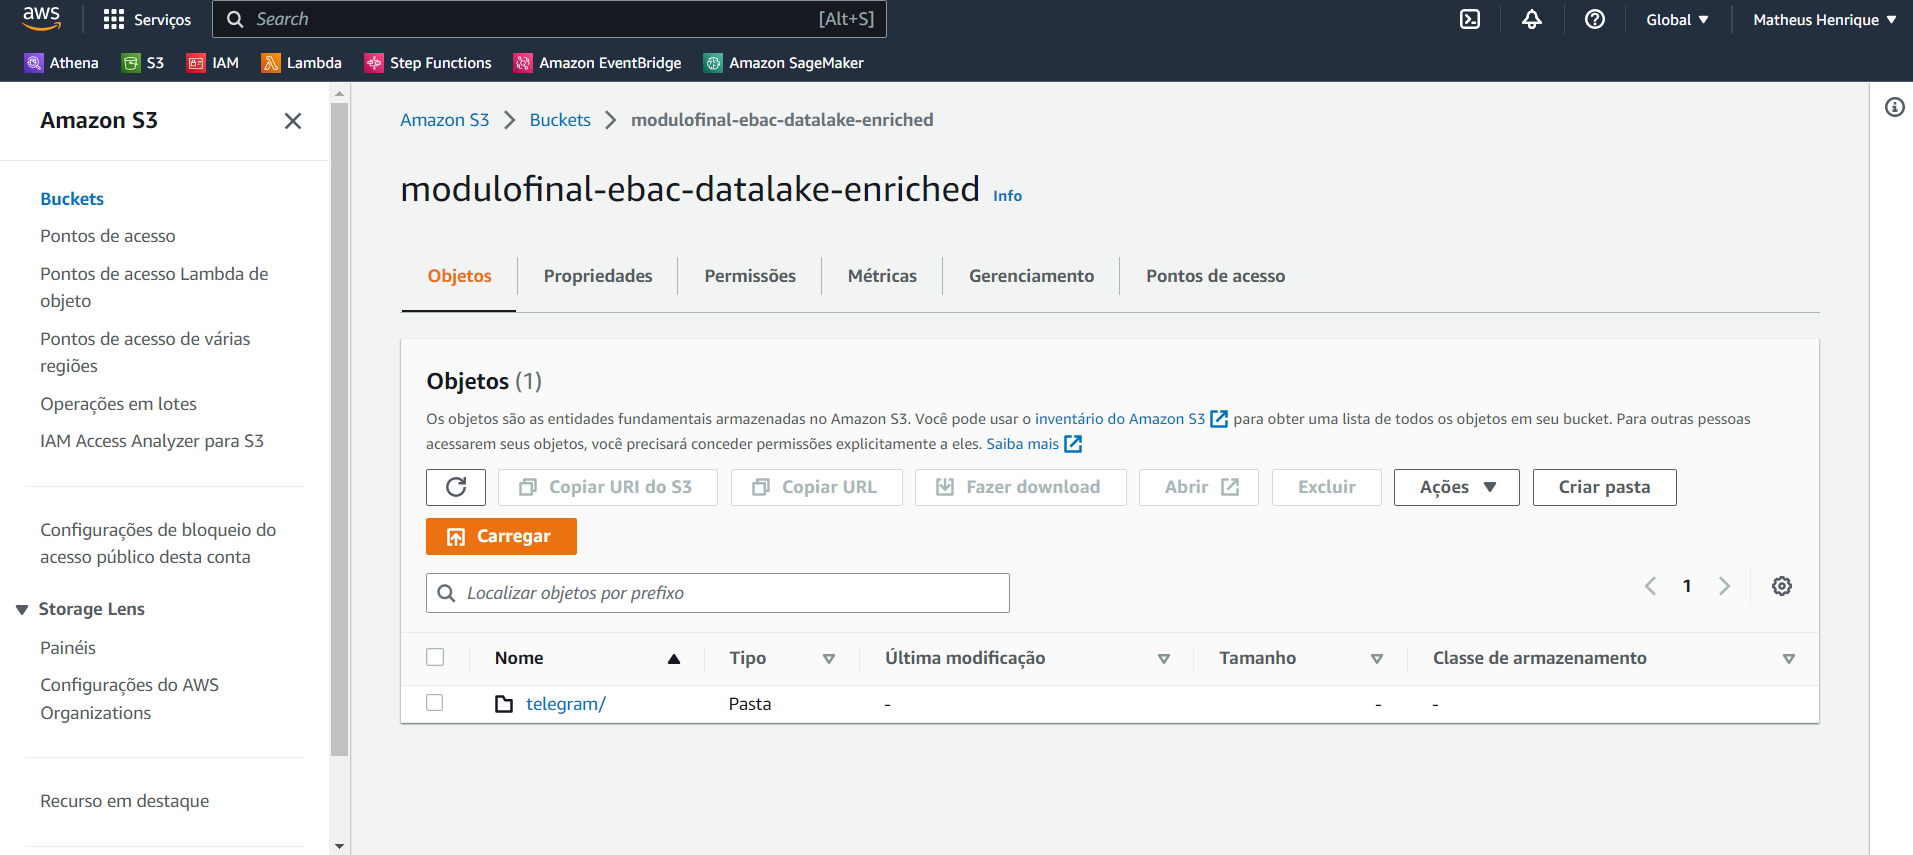 aws
Serviços
Search
[Alt+S]
Global
Matheus Henrique
Athena
S3
IAM
Lambda
Step Functions
Amazon EventBridge
Amazon SageMaker
Amazon S3
Buckets
Pontos de acesso
Pontos de acesso Lambda de
objeto
Pontos de acesso de várias
regiões
Operações em lotes
IAM Access Analyzer para S3
Configurações de bloqueio do
acesso público desta conta
Storage Lens
Painéis
Configurações do AWS
Organizations
Recurso em destaque
Amazon S3
Buckets
modulofinal-ebac-datalake-enriched
modulofinal-ebac-datalake-enriched Info
Objetos
Propriedades
Permissões
Métricas
Gerenciamento
Pontos de acesso
Objetos (1)
Os objetos são as entidades fundamentais armazenadas no Amazon S3. Você pode usar o inventário do Amazon S3 para obter uma lista de todos os objetos em seu bucket. Para outras pessoas
acessarem seus objetos, você precisará conceder permissões explicitamente a eles. Saiba mais
Copiar URI do S3
Copiar URL
Fazer download
Abrir
Excluir
Ações
Criar pasta
Carregar
Localizar objetos por prefixo
1
Nome
Tipo
Última modificação
Tamanho
Classe de armazenamento
telegram/
Pasta
-
-
-